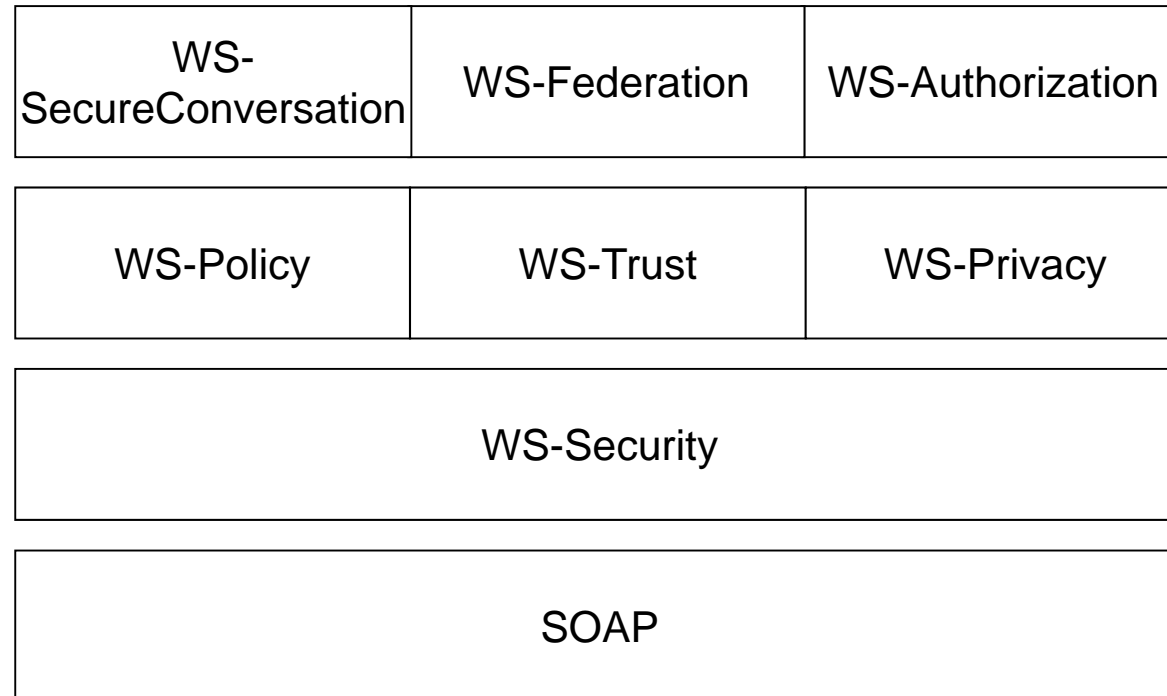 WS-
SecureConversation
WS-Federation
WS-Authorization
WS-Policy
WS-Trust
WS-Privacy
WS-Security
SOAP